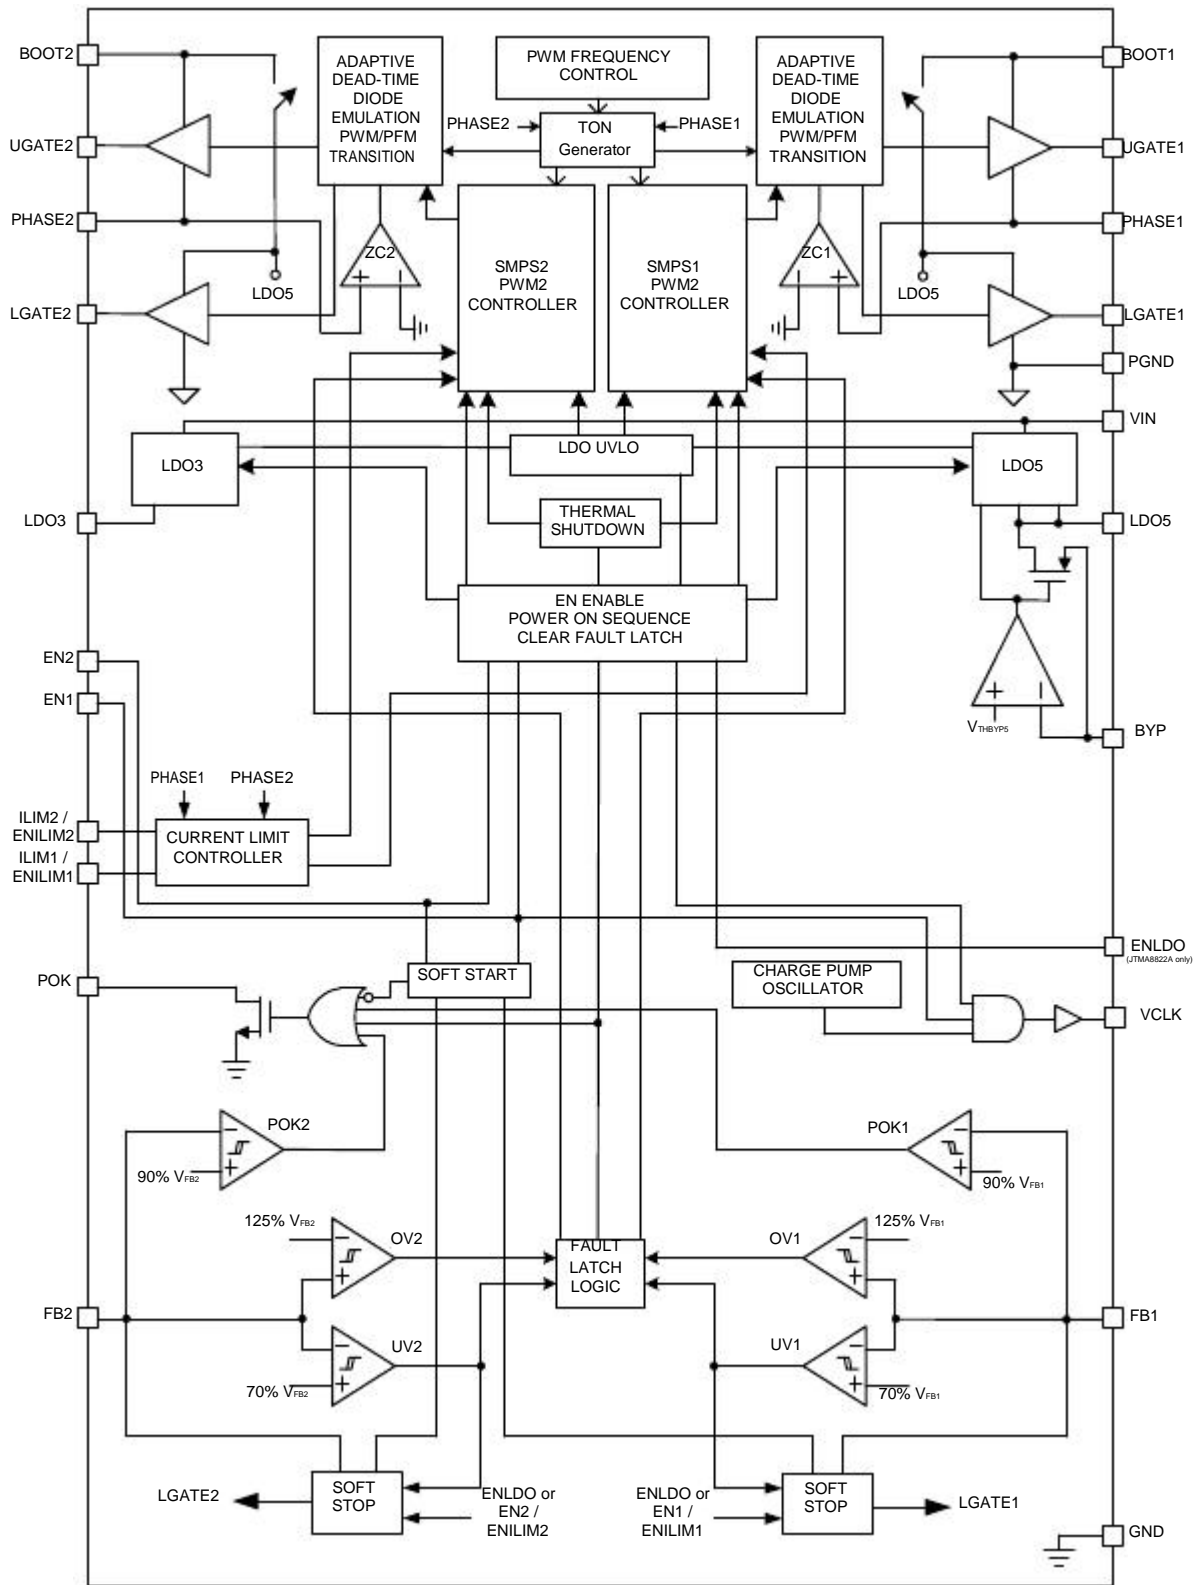 BOOT2
ADAPTIVE
DEAD-TIME
DIODE
EMULATION
PWM/PFM
TRANSITION
PWM FREQUENCY
CONTROL
ADAPTIVE
DEAD-TIME
DIODE
EMULATION
PWM/PFM
TRANSITION
BOOT1
PHASE2
TON
Generator
PHASE1
UGATE2
UGATE1
PHASE2
PHASE1
ZC2
SMPS2
PWM2
CONTROLLER
SMPS1
PWM2
CONTROLLER
ZC1
LDO5
LDO5
LGATE2
LGATE1
PGND
VIN
LDO3
LDO UVLO
LDO5
LDO3
THERMAL
SHUTDOWN
LDO5
EN ENABLE
POWER ON SEQUENCE
CLEAR FAULT LATCH
EN2
EN1
VTHBYP5
BYP
PHASE1
PHASE2
ILIM2 /
ENILIM2
ILIM1 /
ENILIM1
CURRENT LIMIT
CONTROLLER
ENLDO
(JTMA8822A only)
POK
SOFT START
CHARGE PUMP
OSCILLATOR
VCLK
POK2
POK1
90% VFB2
90% VFB1
125% VFB2
OV2
FAULT
LATCH
LOGIC
OV1
125% VFB1
FB2
FB1
UV2
UV1
70% VFB2
70% VFB1
LGATE2
SOFT
STOP
ENLDO or
EN2 /
ENILIM2
ENLDO or
EN1 /
ENILIM1
SOFT
STOP
LGATE1
GND